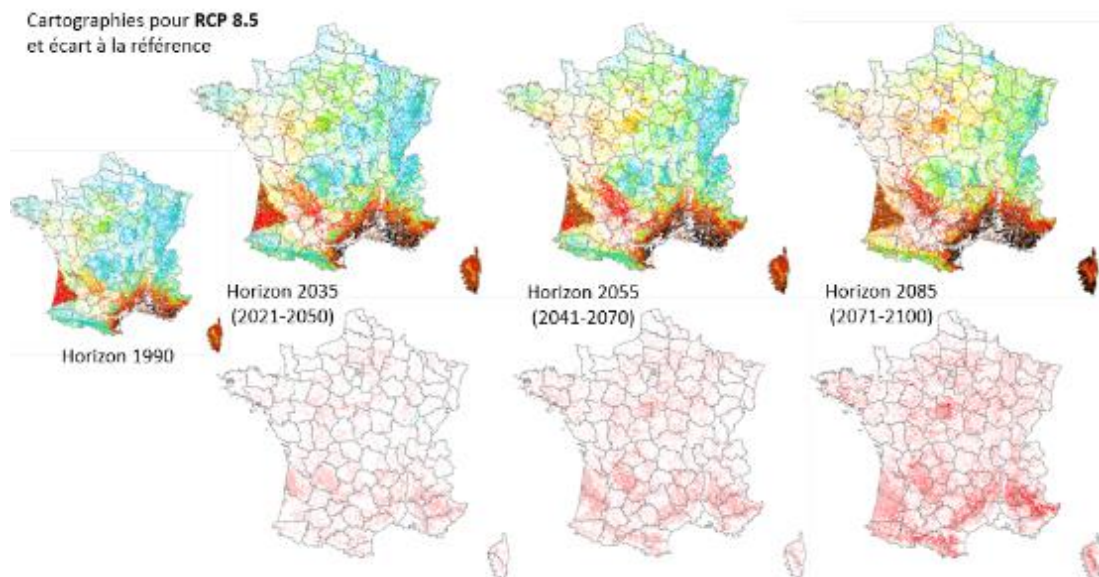 Cartographies pour RCP 8.5
et écart à la référence
Horizon 1990
Horizon 2035
(2021-2050)
Horizon 2055
(2041-2070)
Horizon 2085
(2071-2100)